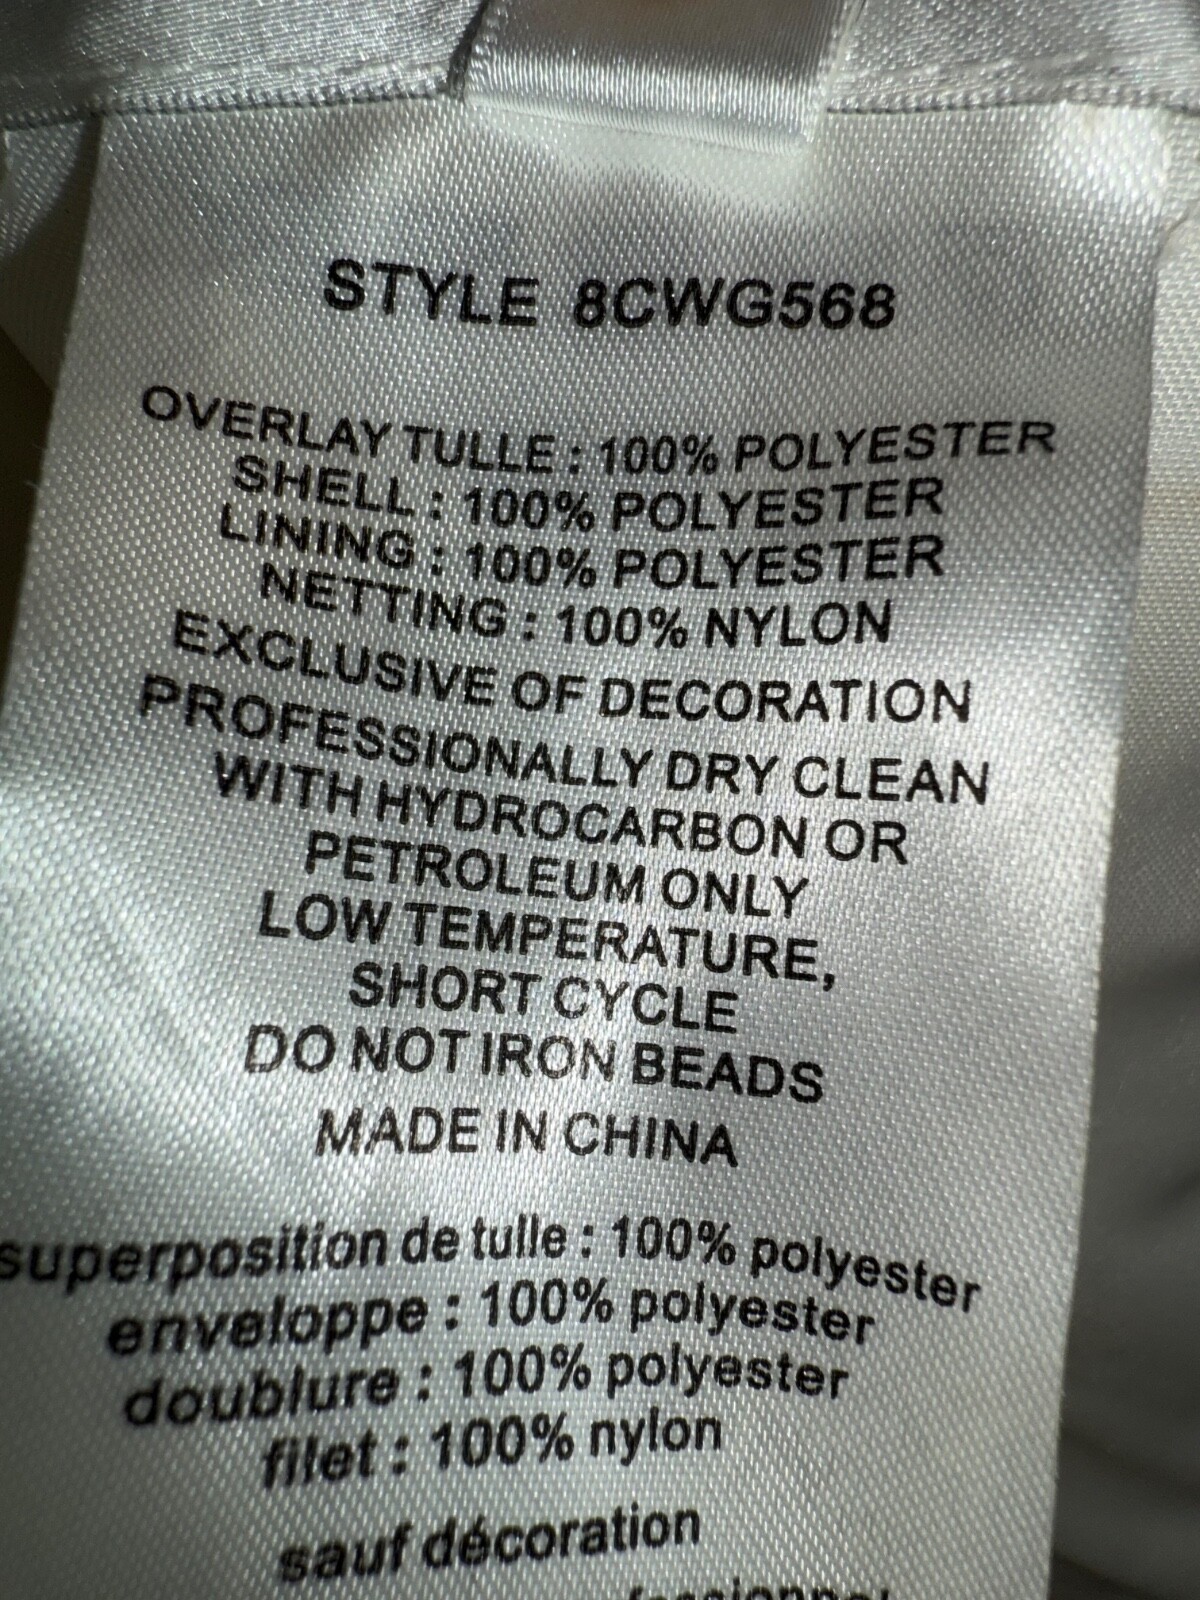 STYLE 8CWG568
OVERLAY TULLE : 100% POLYESTER
SHELL : 100% POLYESTER
LINING : 100% POLYESTER
NETTING : 100% NYLON
EXCLUSIVE OF DECORATION
PROFESSIONALLY DRY CLEAN
WITH HYDROCARBON OR
PETROLEUM ONLY
LOW TEMPERATURE,
SHORT CYCLE
DO NOT IRON BEADS
MADE IN CHINA
superposition de tulle : 100% polyester
enveloppe : 100% polyester
doublure : 100% polyester
filet : 100% nylon
sauf décoration